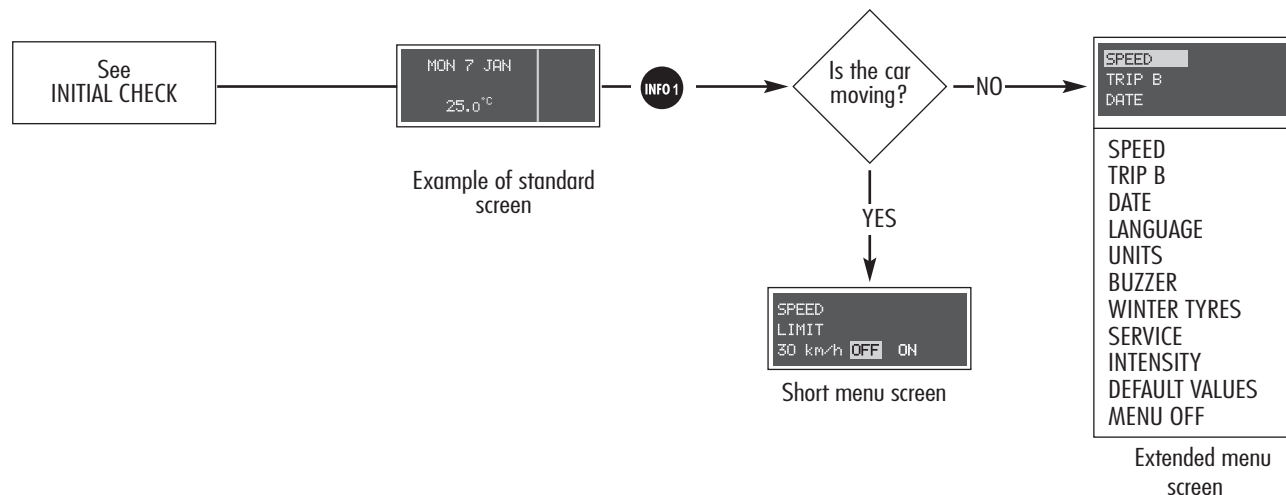 See
INITIAL CHECK
MON 7 JAN
25.0°C
Example of standard
screen
INFO 1
Is the car
moving?
NO
YES
SPEED
LIMIT
30 km/h OFF ON
Short menu screen
SPEED
TRIP B
DATE
SPEED
TRIP B
DATE
LANGUAGE
UNITS
BUZZER
WINTER TYRES
SERVICE
INTENSITY
DEFAULT VALUES
MENU OFF
Extended menu
screen